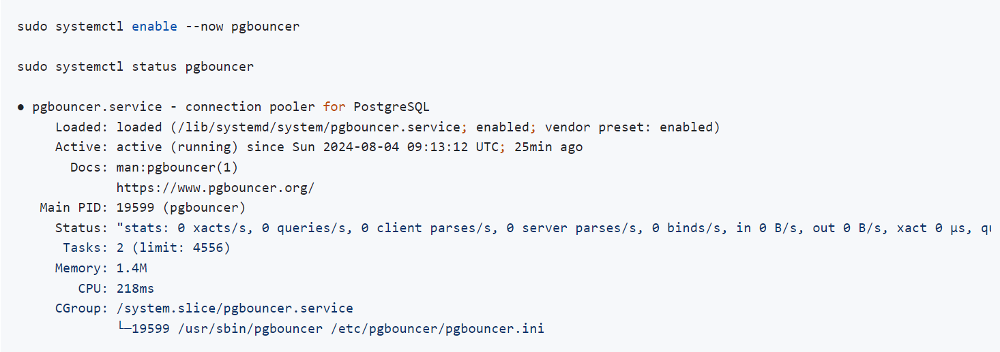 sudo systemctl enable --now pgbouncer
sudo systemctl status pgbouncer
● pgbouncer.service - connection pooler for PostgreSQL
Loaded: loaded (/lib/systemd/system/pgbouncer.service; enabled; vendor preset: enabled)
Active: active (running) since Sun 2024-08-04 09:13:12 UTC; 25min ago
Docs: man:pgbouncer(1)
https://www.pgbouncer.org/
Main PID: 19599 (pgbouncer)
Status: "stats: 0 xacts/s, 0 queries/s, 0 client parses/s, 0 server parses/s, 0 binds/s, in 0 B/s, out 0 B/s, xact 0 μs,
Tasks: 2 (limit: 4556)
Memory: 1.4M
CPU: 218ms
CGroup: /system.slice/pgbouncer.service
└─19599 /usr/sbin/pgbouncer /etc/pgbouncer/pgbouncer.ini